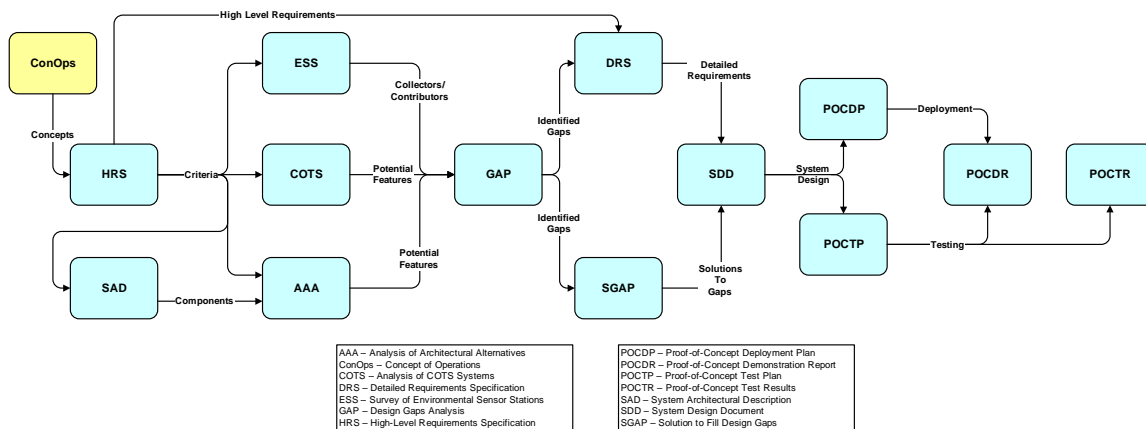 High Level Requirements
ConOps
ESS
DRS
Detailed
Requirements
Collectors/
Contributors
POCDP
Deployment
Concepts
Identified
Gaps
HRS
Criteria
COTS
Potential
Features
GAP
SDD
System
Design
POCDR
POCTR
Identified
Gaps
POCTP
Testing
Potential
Features
SAD
Components
AAA
SGAP
Solutions
To
Gaps
AAA – Analysis of Architectural Alternatives
ConOps – Concept of Operations
COTS – Analysis of COTS Systems
DRS – Detailed Requirements Specification
ESS – Survey of Environmental Sensor Stations
GAP – Design Gaps Analysis
HRS – High-Level Requirements Specification
POCDP – Proof-of-Concept Deployment Plan
POCDR – Proof-of-Concept Demonstration Report
POCTP – Proof-of-Concept Test Plan
POCTR – Proof-of-Concept Test Results
SAD – System Architectural Description
SDD – System Design Document
SGAP – Solution to Fill Design Gaps